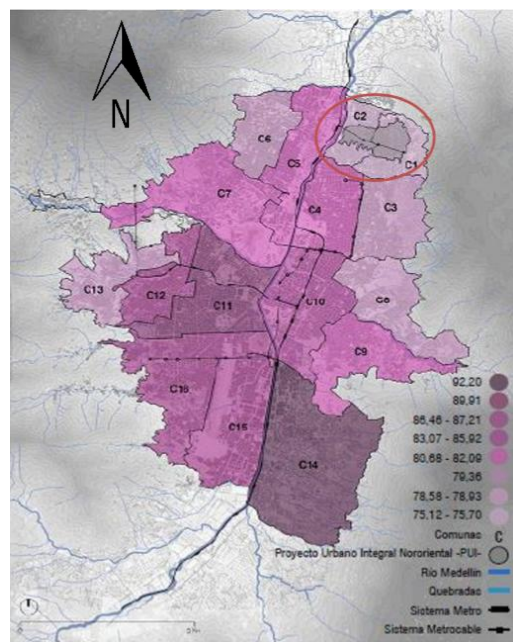 N
C2
C1
C6
C5
C7
C4
C3
C13
C12
C11
C10
C8
C9
C16
C15
C14
92,20
89,91
86,46 - 87,21
83,07 - 85,92
80,68 - 82,09
79,36
78,58 - 78,93
75,12 - 75,70
Comunas C
Proyecto Urbano Integral Nororiental -PUI-
Río Medellín
Quebradas
Sistema Metro
Sistema Metrocable